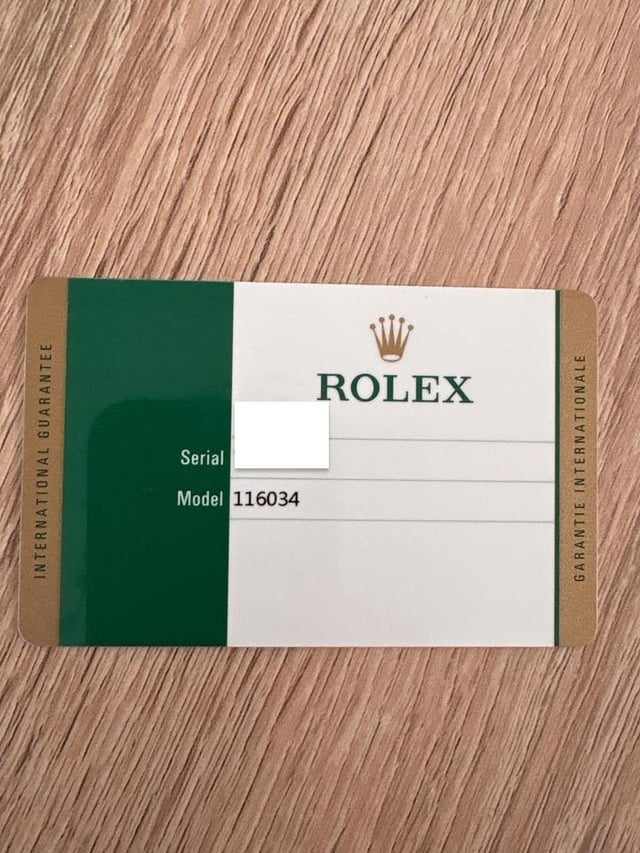 INTERNATIONAL GUARANTEE
ROLEX
Serial
Model 116034
GARANTIE INTERNATIONALE